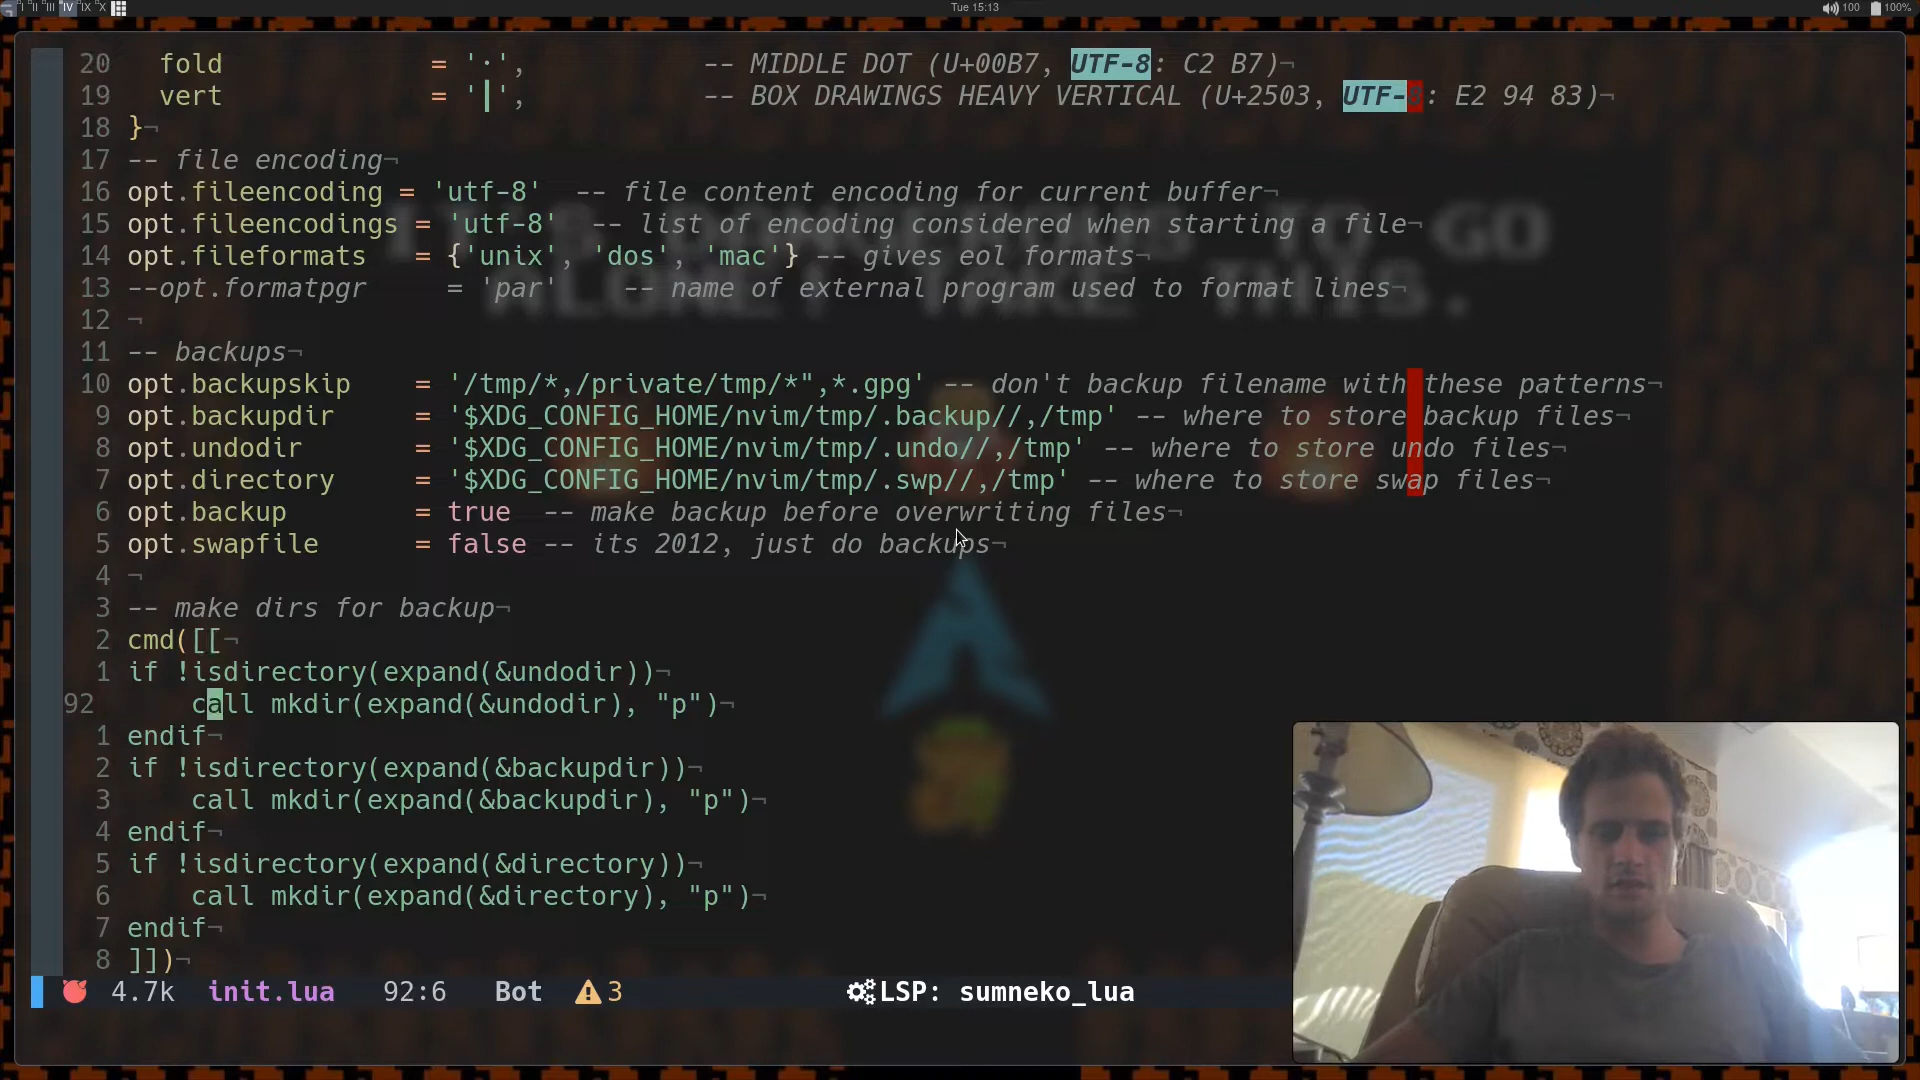 I II III IV IX X
Tue 15:13
100 100%
20 fold = '·', -- MIDDLE DOT (U+00B7, UTF-8: C2 B7)¬
19 vert = '┃', -- BOX DRAWINGS HEAVY VERTICAL (U+2503, UTF-8: E2 94 83)¬
18 }¬
17 -- file encoding¬
16 opt.fileencoding = 'utf-8' -- file content encoding for current buffer¬
15 opt.fileencodings = 'utf-8' -- list of encoding considered when starting a file¬
14 opt.fileformats = {'unix', 'dos', 'mac'} -- gives eol formats¬
13 --opt.formatpgr = 'par' -- name of external program used to format lines¬
12 ¬
11 -- backups¬
10 opt.backupskip = '/tmp/*,/private/tmp/*",*.gpg' -- don't backup filename with these patterns¬
9 opt.backupdir = '$XDG_CONFIG_HOME/nvim/tmp/.backup//,/tmp' -- where to store backup files¬
8 opt.undodir = '$XDG_CONFIG_HOME/nvim/tmp/.undo//,/tmp' -- where to store undo files¬
7 opt.directory = '$XDG_CONFIG_HOME/nvim/tmp/.swp//,/tmp' -- where to store swap files¬
6 opt.backup = true -- make backup before overwriting files¬
5 opt.swapfile = false -- its 2012, just do backups¬
4 ¬
3 -- make dirs for backup¬
2 cmd([[¬
1 if !isdirectory(expand(&undodir))¬
92 call mkdir(expand(&undodir), "p")¬
1 endif¬
2 if !isdirectory(expand(&backupdir))¬
3 call mkdir(expand(&backupdir), "p")¬
4 endif¬
5 if !isdirectory(expand(&directory))¬
6 call mkdir(expand(&directory), "p")¬
7 endif¬
8 ]])¬
4.7k init.lua 92:6 Bot 3 LSP: sumneko_lua